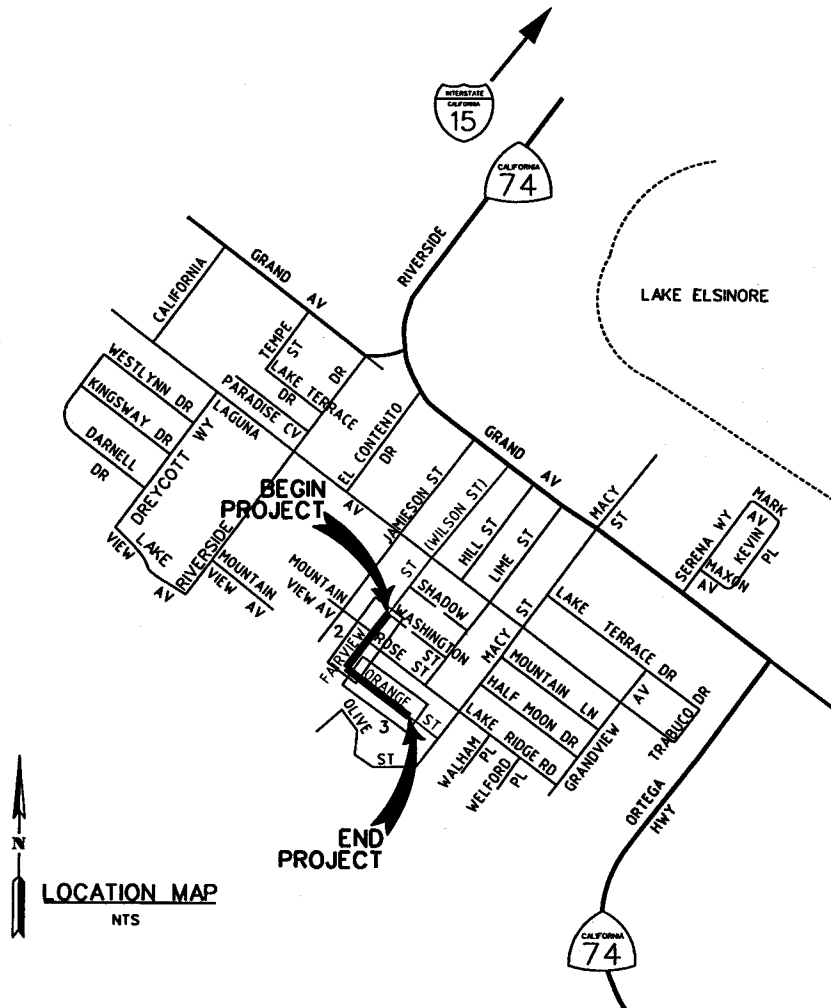 INTERSTATE
CALIFORNIA
15
CALIFORNIA
74
RIVERSIDE
LAKE ELSINORE
GRAND
AV
CALIFORNIA
TEMPE
ST
LAKE TERRACE
DR
DR
WESTLYNN DR
KINGSWAY DR
DARNELL
DR
PARADISE CV
LAGUNA
AV
DREYCOTT WY
EL CONTENTO
DR
GRAND
AV
LAKE
VIEW
AV
RIVERSIDE
MOUNTAIN
VIEW AV
BEGIN
PROJECT
JAMIESON ST
(WILSON ST)
ST
HILL ST
LIME ST
MACY
ST
SERENA WY
MARK
AV
KEVIN
PL
MAXON
AV
MOUNTAIN
VIEW AV
SHADOW
WASHINGTON
ST
2
FAIRVIEW
ROSE ST
ORANGE
ST
3
OLIVE
ST
MACY
ST
LAKE TERRACE DR
MOUNTAIN LN
HALF MOON DR
LAKE RIDGE RD
WALHAM
PL
WELFORD
PL
GRANDVIEW
AV
TRABUCO DR
ORTEGA
HWY
END
PROJECT
N
LOCATION MAP
NTS
CALIFORNIA
74